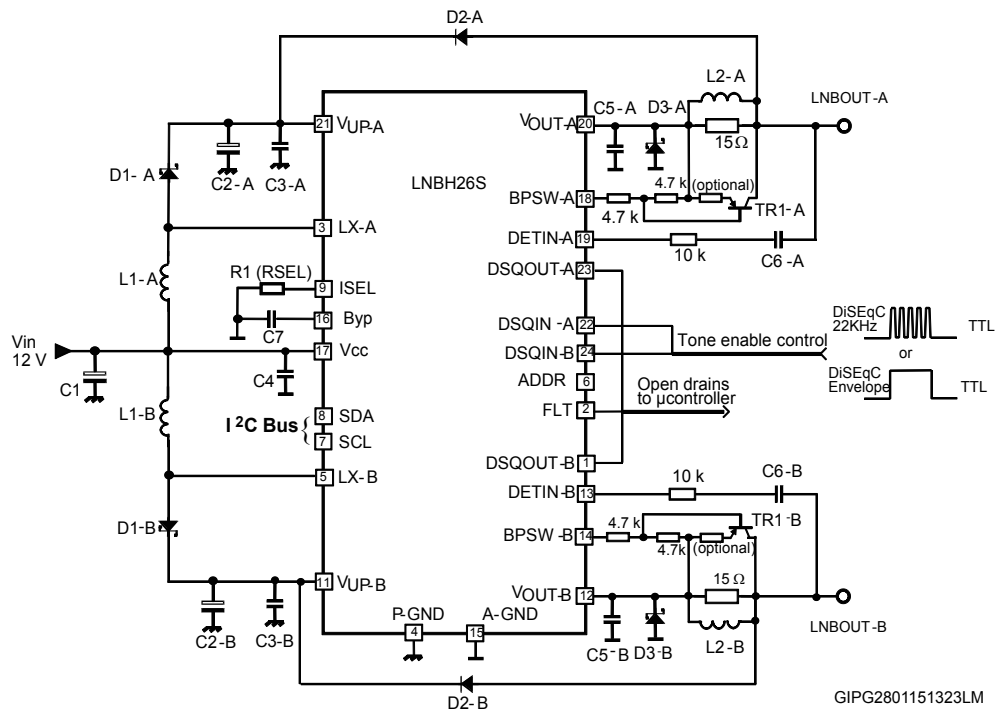 D2-A
L2-A
C5-A
D3-A
LNBOUT-A
21
VUP-A
VOUT-A
20
15Ω
D1-A
C2-A
C3-A
LNBH26S
4.7 k
(optional)
BPSW-A
18
4.7 k
TR1-A
3
LX-A
DETIN-A
19
10 k
C6-A
L1-A
R1 (RSEL)
DSQOUT-A
23
9
ISEL
16
Byp
C7
DSQIN -A
22
DiSEqC
22KHz
TTL
Vin
12 V
17
Vcc
DSQIN-B
24
Tone enable control
or
C1
C4
ADDR
6
DiSEqC
Envelope
TTL
L1-B
8
SDA
Open drains
to µcontroller
FLT
2
I²C Bus
7
SCL
DSQOUT-B
1
5
LX-B
10 k
C6-B
DETIN-B
13
D1-B
4.7 k
TR1-B
BPSW -B
14
4.7k
(optional)
11
VUP-B
15 Ω
VOUT-B
12
C2-B
C3-B
P-GND
A-GND
4
15
C5-B
D3-B
L2-B
LNBOUT-B
D2-B
GIPG2801151323LM